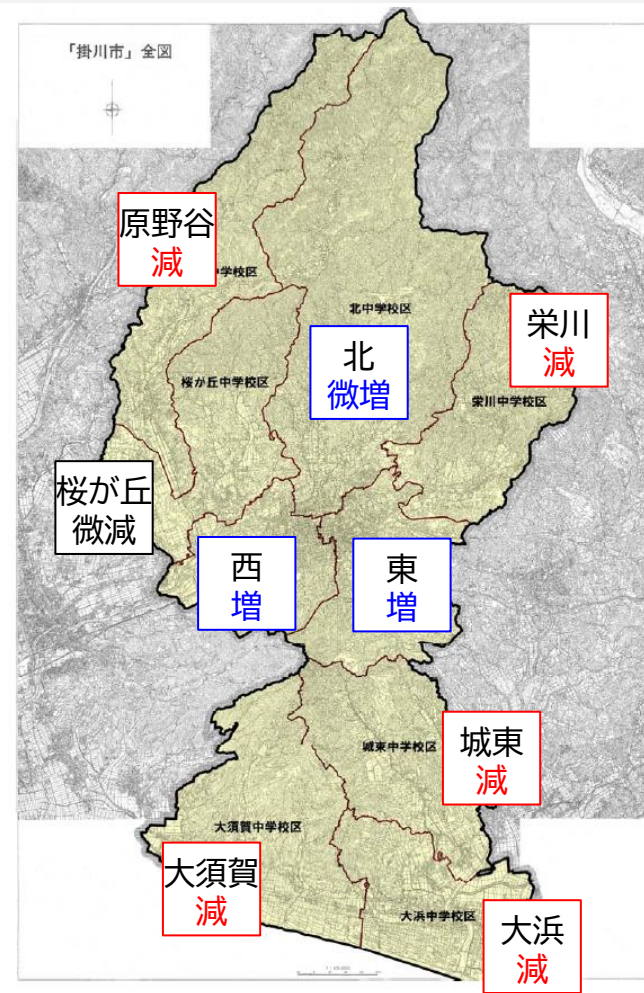 「掛川市」全図
原野谷
減
中学校区
北中学校区
栄川
減
北
微増
桜が丘中学校区
栄川中学校区
桜が丘
微減
西
増
東
増
城東中学校区
城東
減
大須賀中学校区
大須賀
減
大浜中学校区
大浜
減